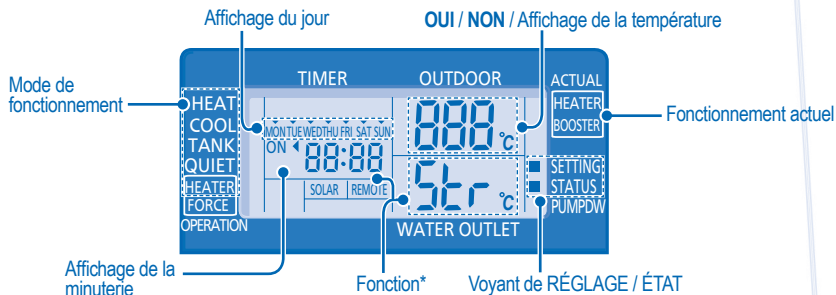 Affichage du jour
OUI / NON / Affichage de la température
Mode de
fonctionnement
TIMER
OUTDOOR
ACTUAL
HEAT
COOL
TANK
QUIET
HEATER
FORCE
OPERATION
MON TUE WED THU FRI SAT SUN
ON
88:88
SOLAR
REMOTE
888 °C
Str °C
WATER OUTLET
HEATER
BOOSTER
Fonctionnement actuel
SETTING
STATUS
PUMPDW
Affichage de la
minuterie
Fonction*
Voyant de RÉGLAGE / ÉTAT